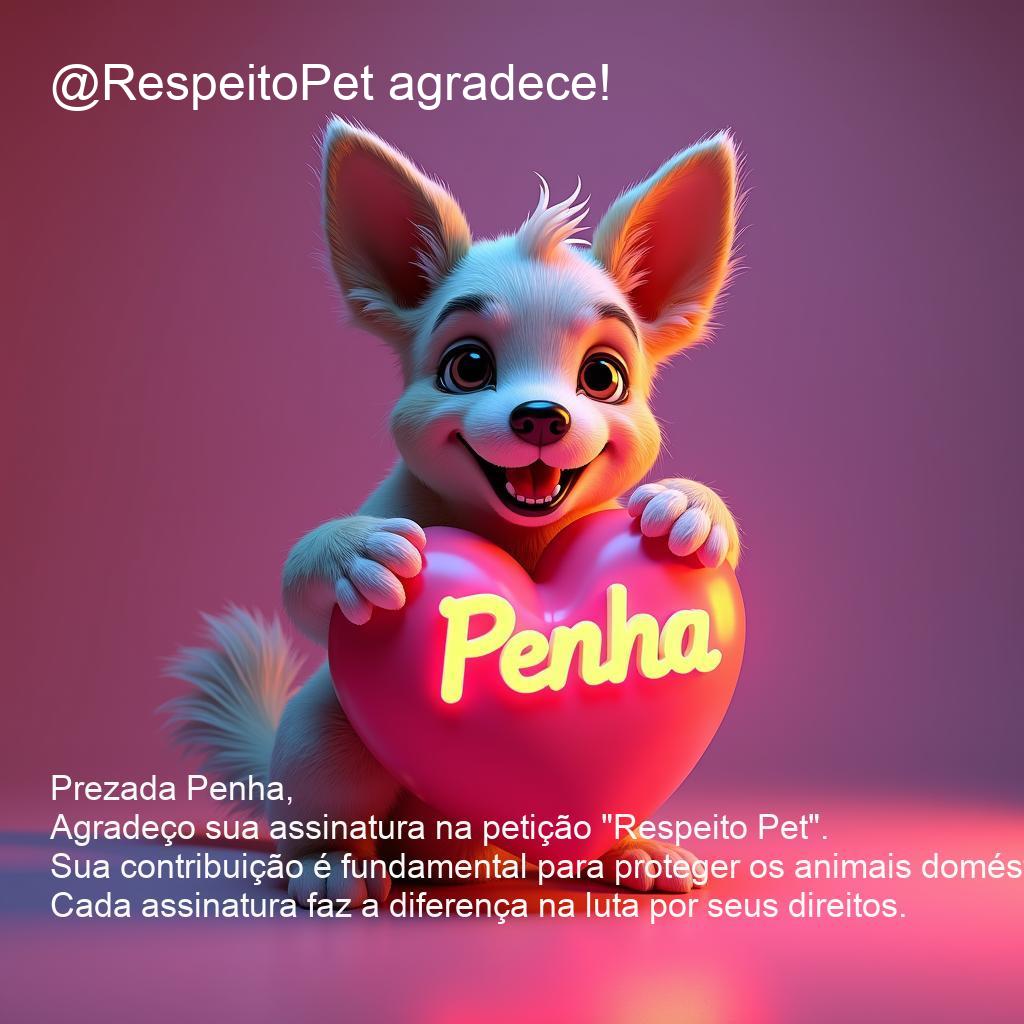 @RespeitoPet agradece!
Penha
Prezada Penha,
Agradeço sua assinatura na petição "Respeito Pet".
Sua contribuição é fundamental para proteger os animais domés
Cada assinatura faz a diferença na luta por seus direitos.